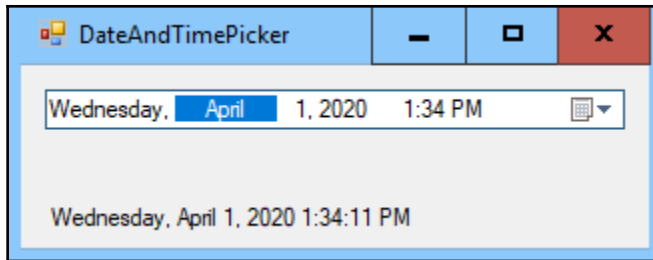 DateAndTimePicker
Wednesday, April 1, 2020 1:34 PM
Wednesday, April 1, 2020 1:34:11 PM